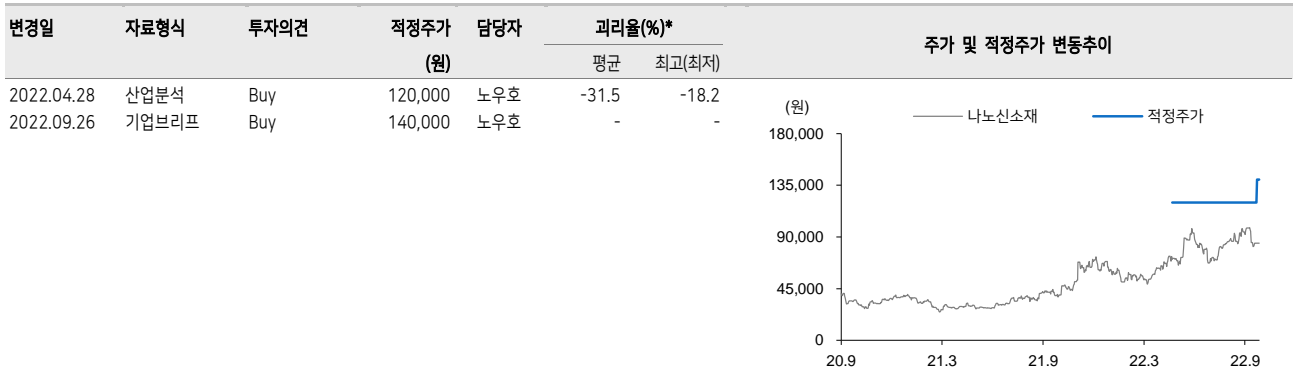 변경일 자료형식 투자의견 적정주가 담당자 괴리율(%)* 주가 및 적정주가 변동추이
(원) 평균 최고(최저)
2022.04.28 산업분석 Buy 120,000 노우호 -31.5 -18.2
2022.09.26 기업브리프 Buy 140,000 노우호 - -
(원) 나노신소재 적정주가
180,000
135,000
90,000
45,000
0
20.9 21.3 21.9 22.3 22.9